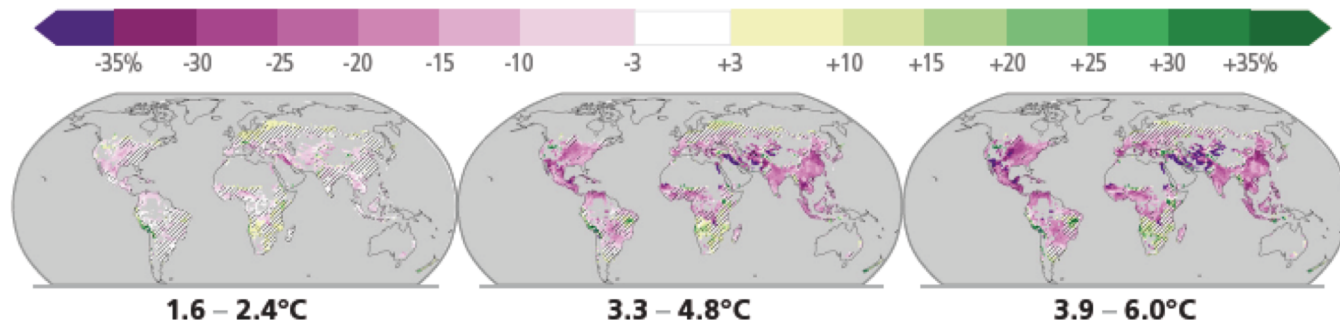 -35% -30 -25 -20 -15 -10 -3 +3 +10 +15 +20 +25 +30 +35%
1.6 – 2.4°C 3.3 – 4.8°C 3.9 – 6.0°C